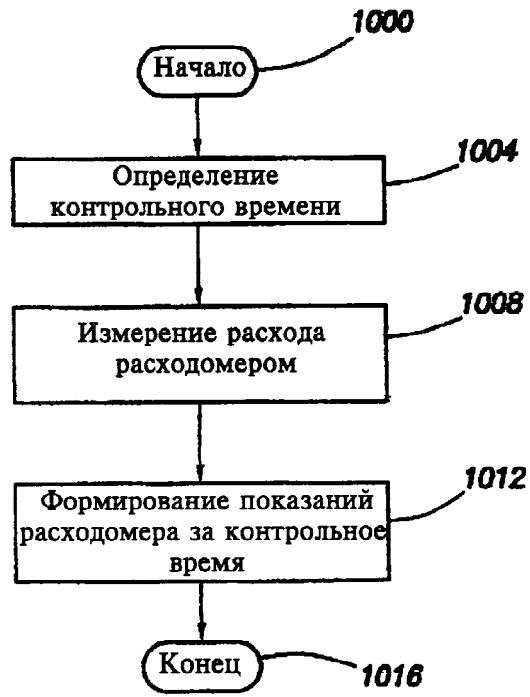 1000
Начало
1004
Определение
контрольного времени
1008
Измерение расхода
расходомером
1012
Формирование показаний
расходомера за контрольное
время
Конец
1016